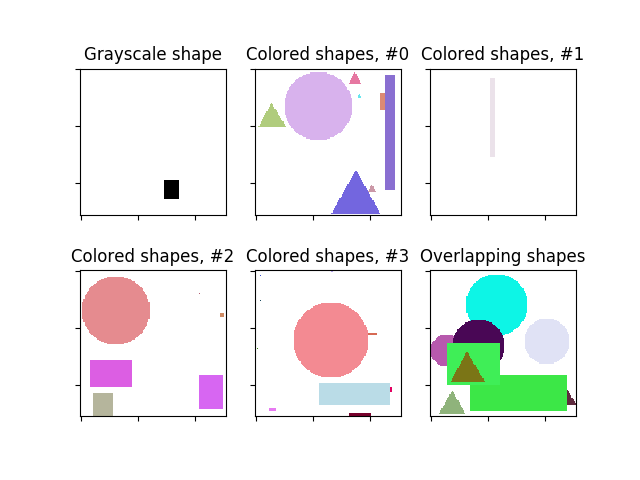 Grayscale shape
Colored shapes, #0
Colored shapes, #1
Colored shapes, #2
Colored shapes, #3
Overlapping shapes